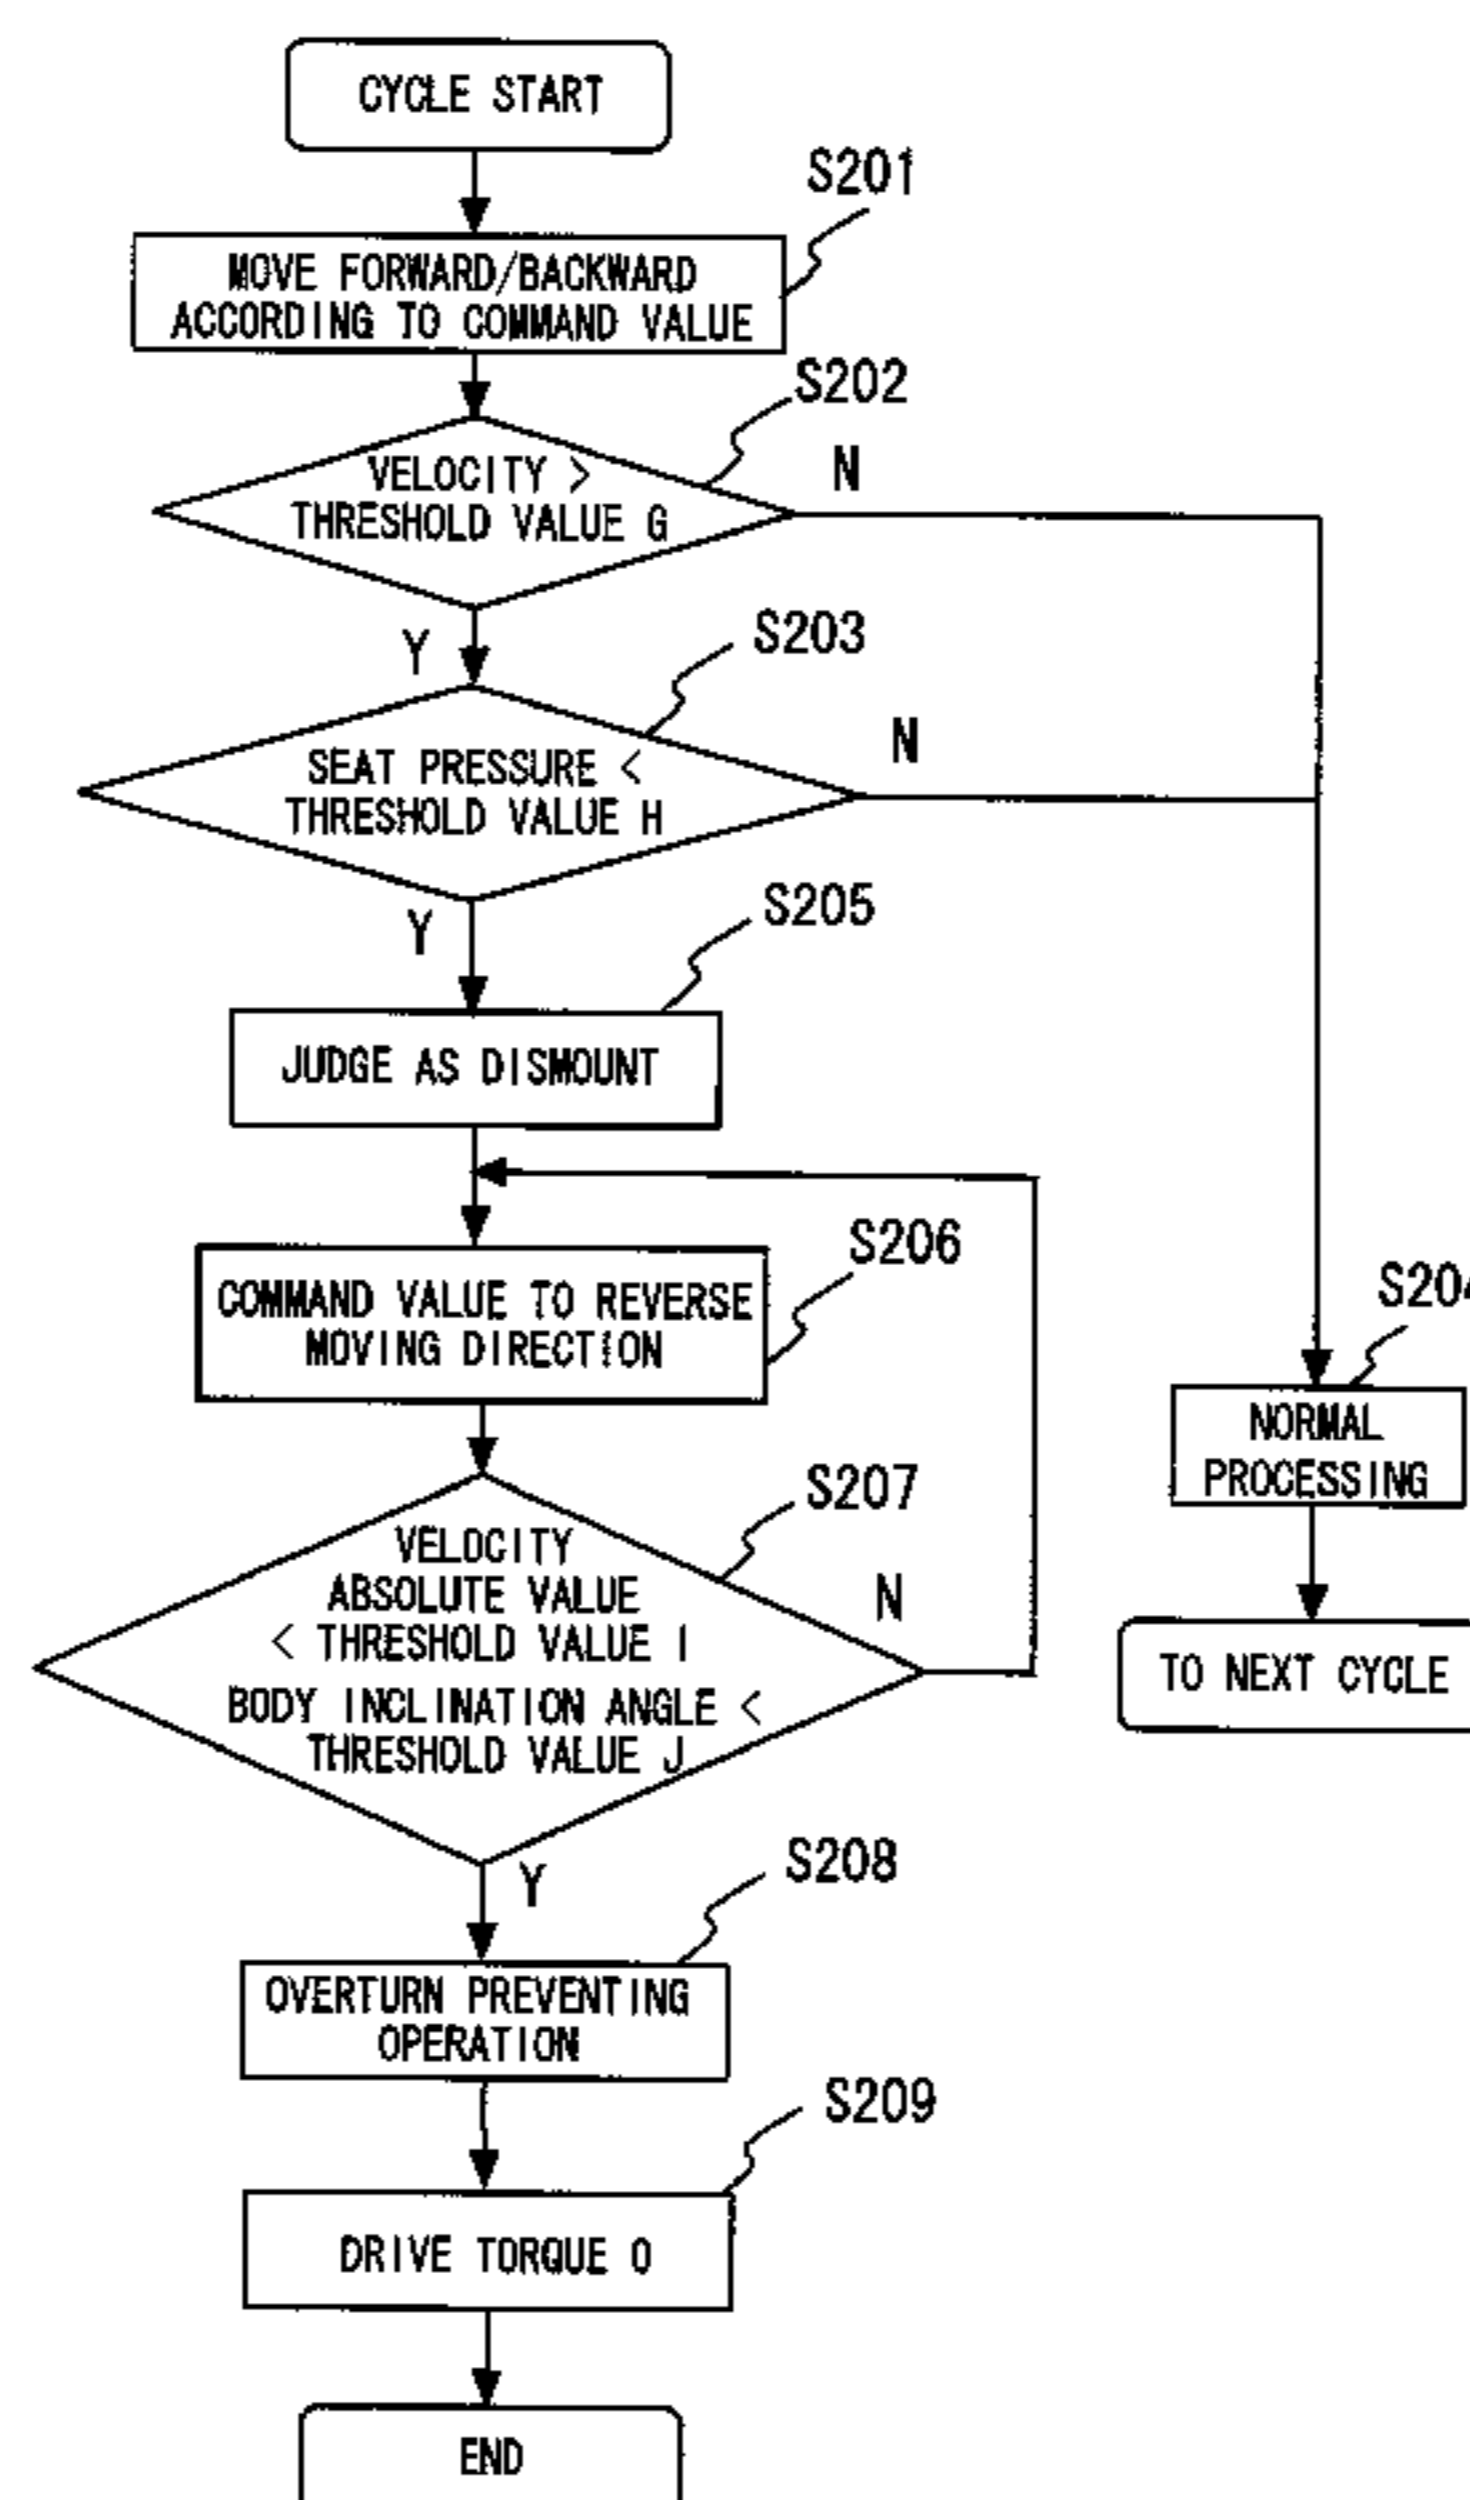 CYCLE START
S201
MOVE FORWARD/BACKWARD
ACCORDING TO COMMAND VALUE
S202
VELOCITY >
THRESHOLD VALUE G
N
Y
S203
SEAT PRESSURE <
THRESHOLD VALUE H
N
Y
S205
JUDGE AS DISMOUNT
S206
COMMAND VALUE TO REVERSE
MOVING DIRECTION
S204
NORMAL
PROCESSING
TO NEXT CYCLE
S207
VELOCITY
ABSOLUTE VALUE
< THRESHOLD VALUE I
BODY INCLINATION ANGLE <
THRESHOLD VALUE J
N
Y
S208
OVERTURN PREVENTING
OPERATION
S209
DRIVE TORQUE 0
END